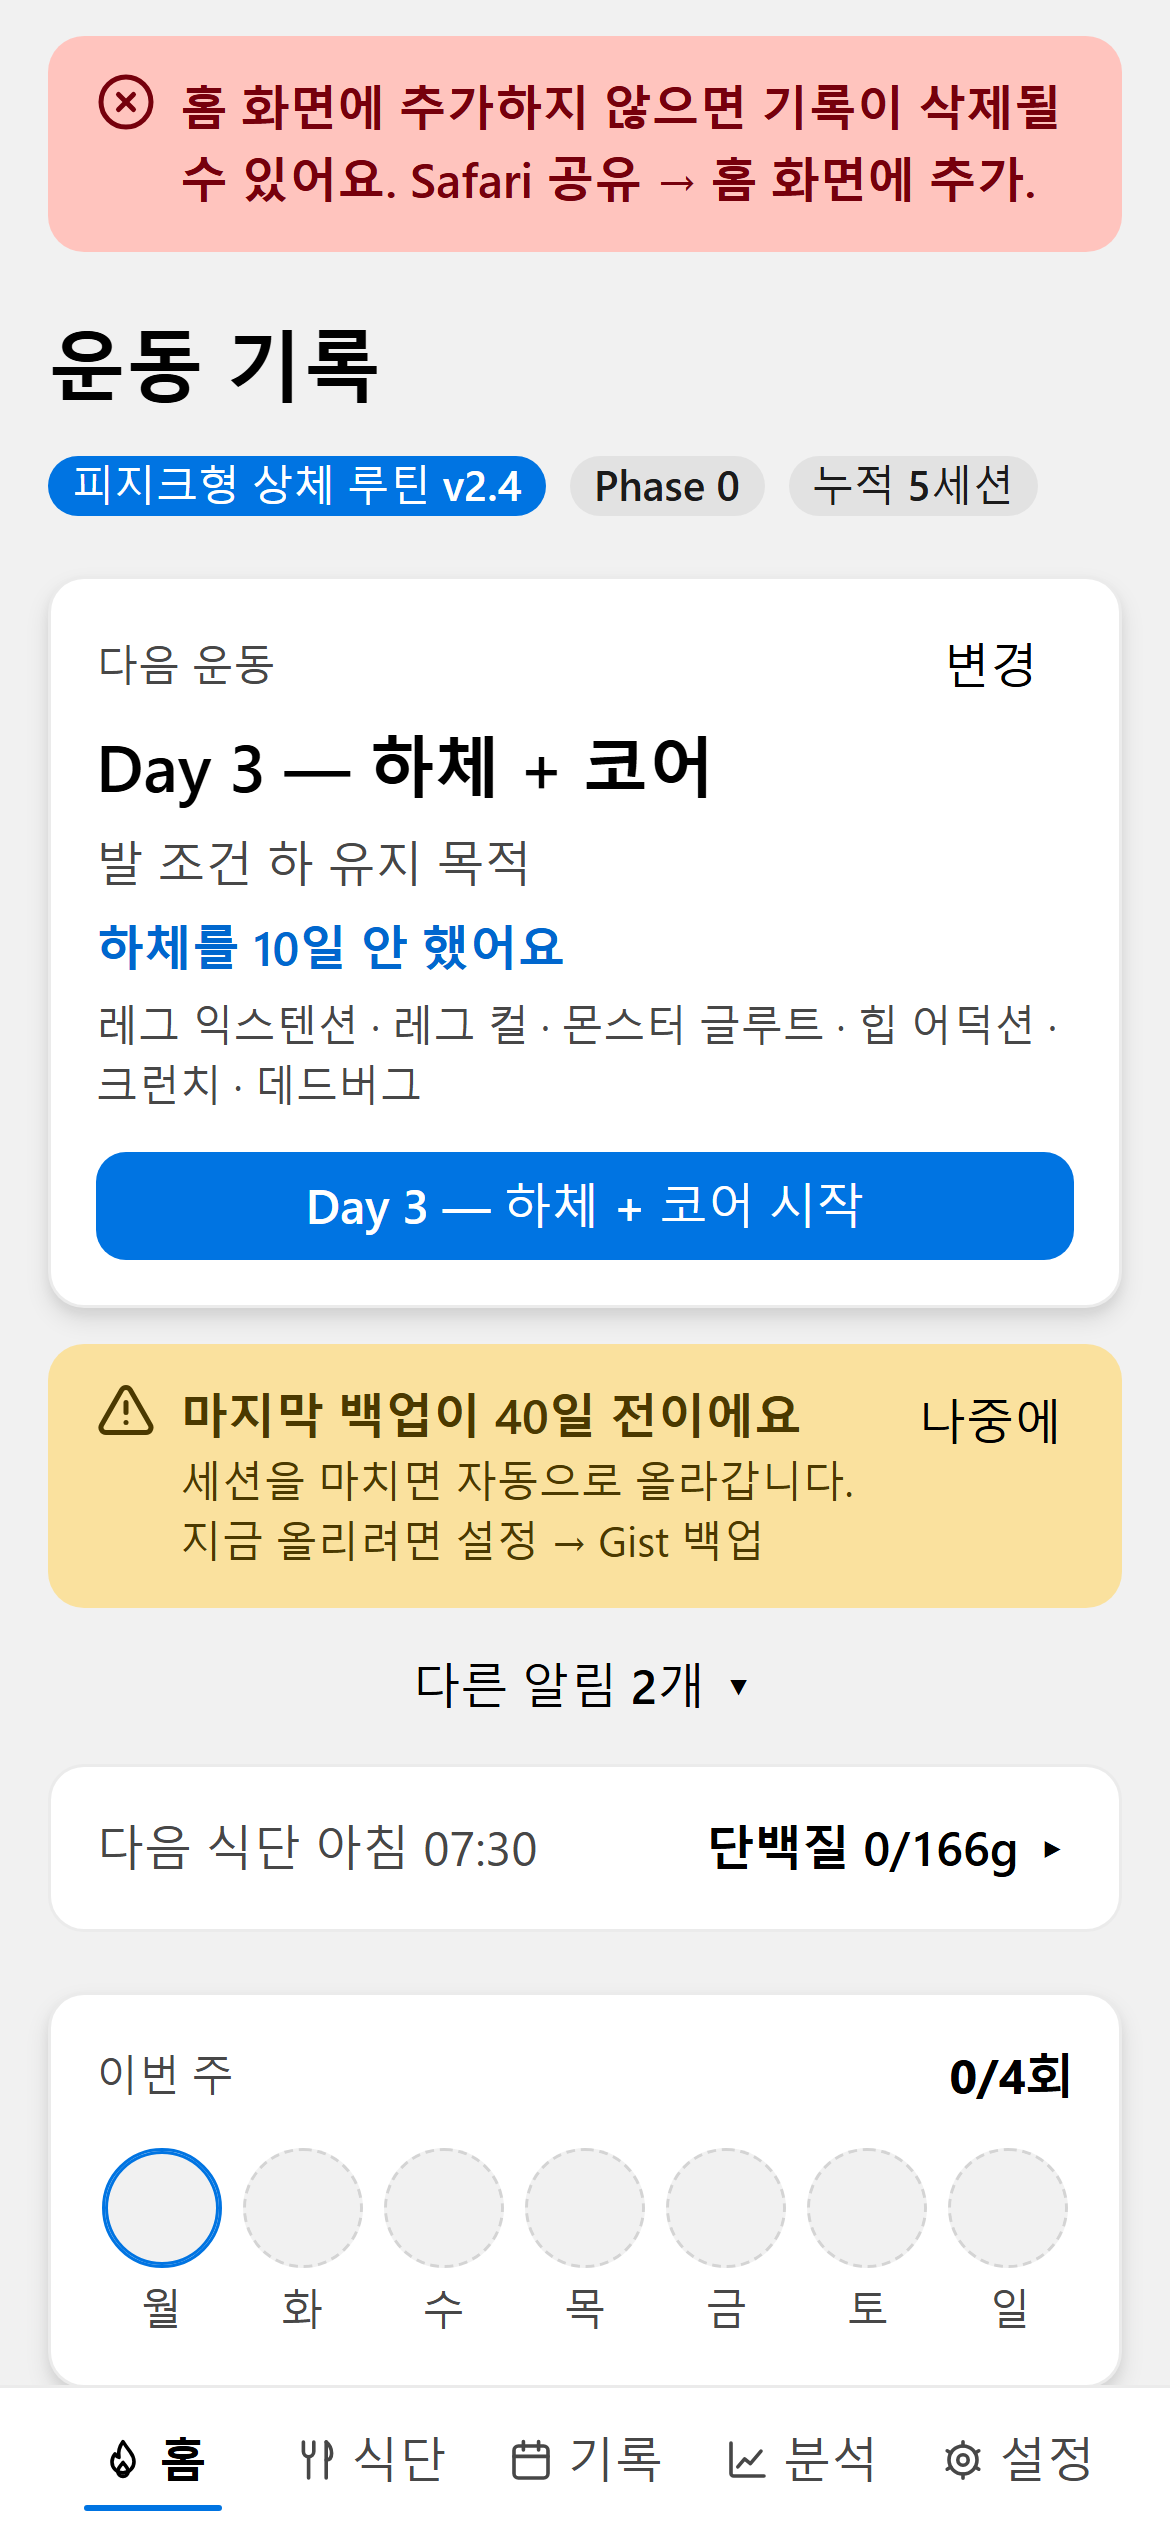 홈 화면에 추가하지 않으면 기록이 삭제될
수 있어요. Safari 공유 → 홈 화면에 추가.
운동 기록
피지크형 상체 루틴 v2.4
Phase 0
누적 5세션
다음 운동
변경
Day 3 — 하체 + 코어
발 조건 하 유지 목적
하체를 10일 안 했어요
레그 익스텐션 · 레그 컬 · 몬스터 글루트 · 힙 어덕션 ·
크런치 · 데드버그
Day 3 — 하체 + 코어 시작
마지막 백업이 40일 전이에요
나중에
세션을 마치면 자동으로 올라갑니다.
지금 올리려면 설정 → Gist 백업
다른 알림 2개 ▼
다음 식단 아침 07:30
단백질 0/166g ▸
이번 주
0/4회
월 화 수 목 금 토 일
홈 식단 기록 분석 설정